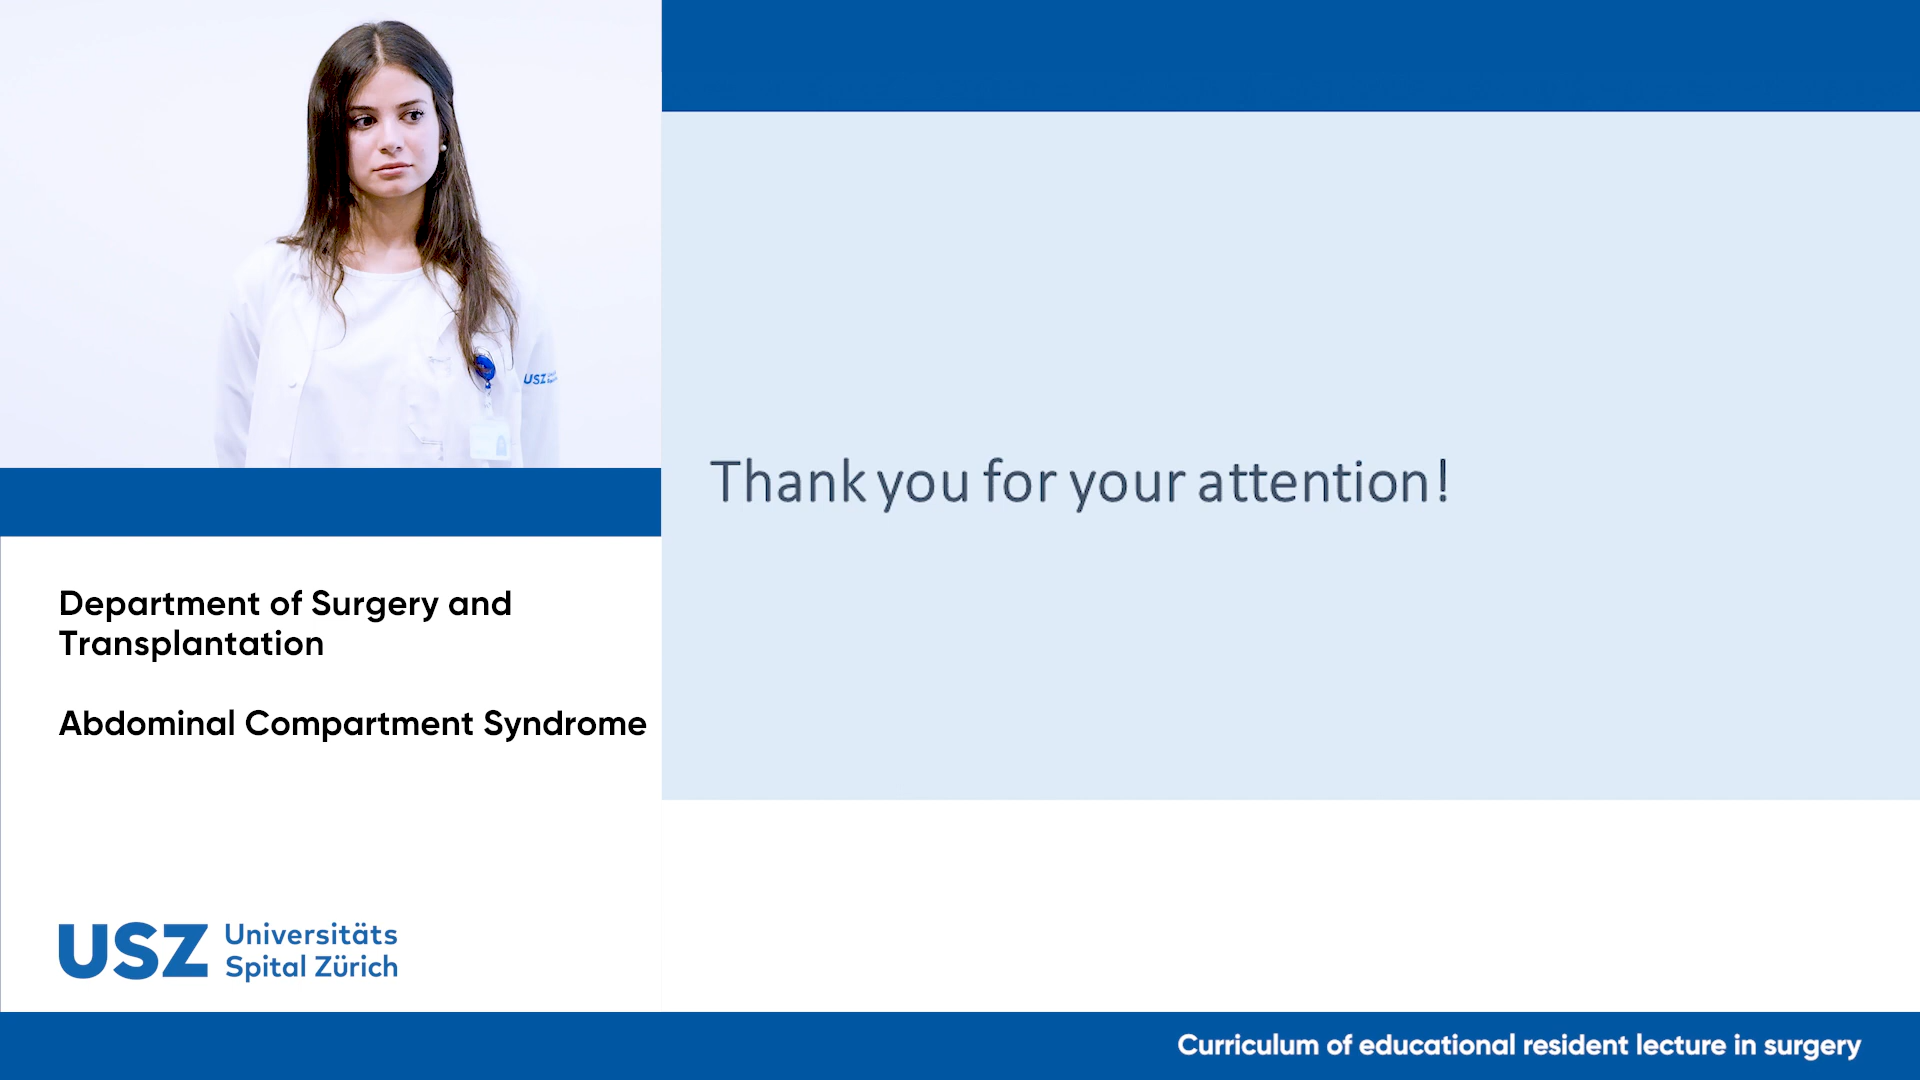 USZ
Thank you for your attention!
Department of Surgery and
Transplantation
Abdominal Compartment Syndrome
USZ Universitäts
Spital Zürich
Curriculum of educational resident lecture in surgery